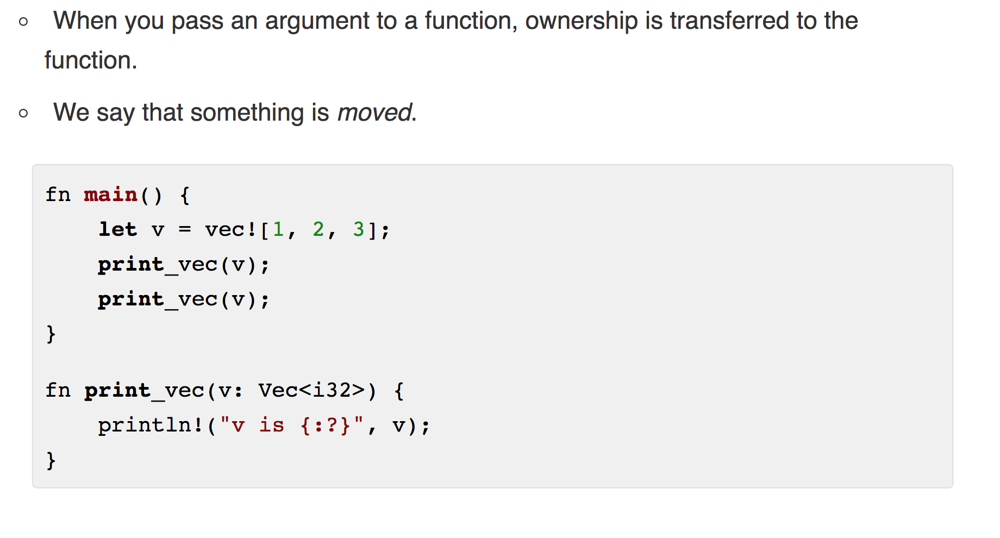 When you pass an argument to a function, ownership is transferred to the
function.
We say that something is moved.
fn main() {
    let v = vec![1, 2, 3];
    print_vec(v);
    print_vec(v);
}
fn print_vec(v: Vec<i32>) {
    println!("v is {:?}", v);
}